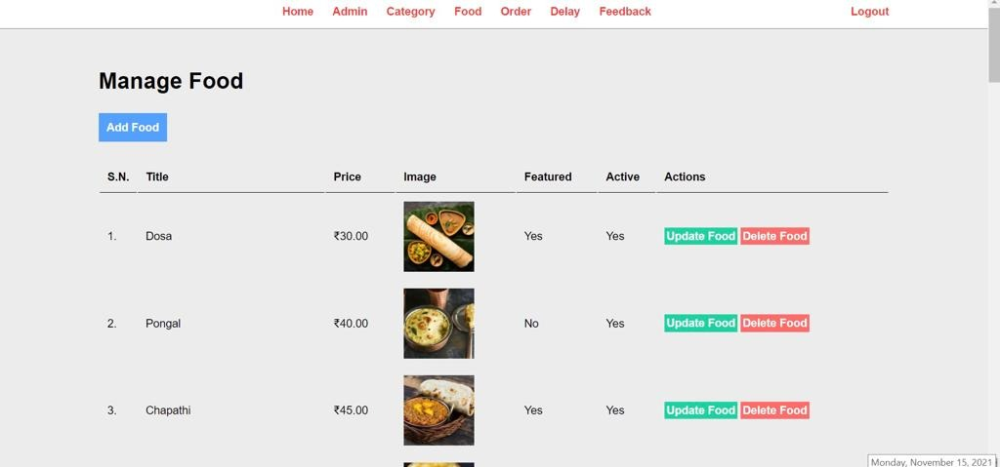 Home Admin Category Food Order Delay Feedback Logout
Manage Food
Add Food
S.N. Title Price Image Featured Active Actions
1. Dosa ₹30.00 Yes Yes Update Food Delete Food
2. Pongal ₹40.00 No Yes Update Food Delete Food
3. Chapathi ₹45.00 Yes Yes Update Food Delete Food
Monday, November 15, 2021